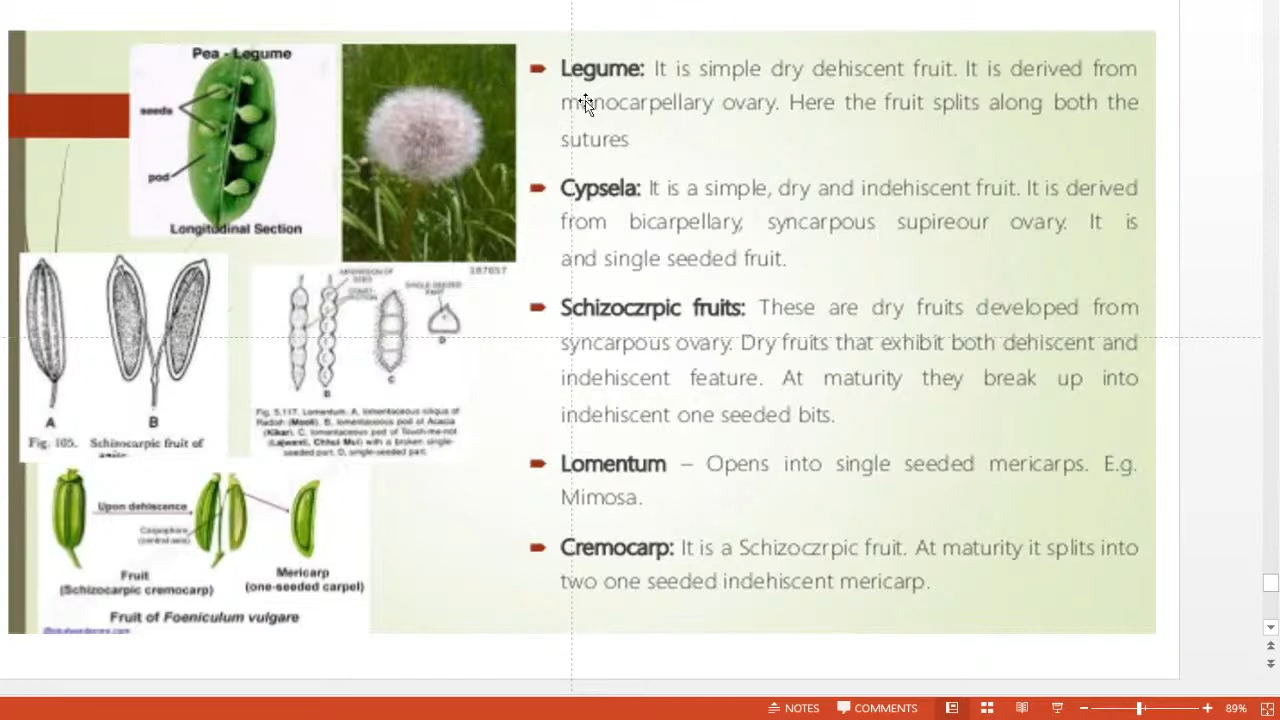 Pea - Legume
seeds
pod
Longitudinal Section
187657
A
B
Fig. 105. Schizocarpic fruit of
SINGLE SEEDED
PART
B
C
D
Fig. 5.117. Lomentum. A, lomentaceous siliqua of
Radish (Mooli). B, lomentaceous pod of Acacia
(Kikar). C, lomentaceous pod of Touch-me-not
(Lajwanti, Chhui Mui) with a broken single-
seeded part. D, single-seeded part.
Upon dehiscence
Carpophore
(central axis)
Fruit
(Schizocarpic cremocarp)
Mericarp
(one-seeded carpel)
Fruit of Foeniculum vulgare
Legume: It is simple dry dehiscent fruit. It is derived from
monocarpellary ovary. Here the fruit splits along both the
sutures
Cypsela: It is a simple, dry and indehiscent fruit. It is derived
from bicarpellary, syncarpous supireour ovary. It is
and single seeded fruit.
Schizoczrpic fruits: These are dry fruits developed from
syncarpous ovary. Dry fruits that exhibit both dehiscent and
indehiscent feature. At maturity they break up into
indehiscent one seeded bits.
Lomentum – Opens into single seeded mericarps. E.g.
Mimosa.
Cremocarp: It is a Schizoczrpic fruit. At maturity it splits into
two one seeded indehiscent mericarp.
NOTES COMMENTS 89%